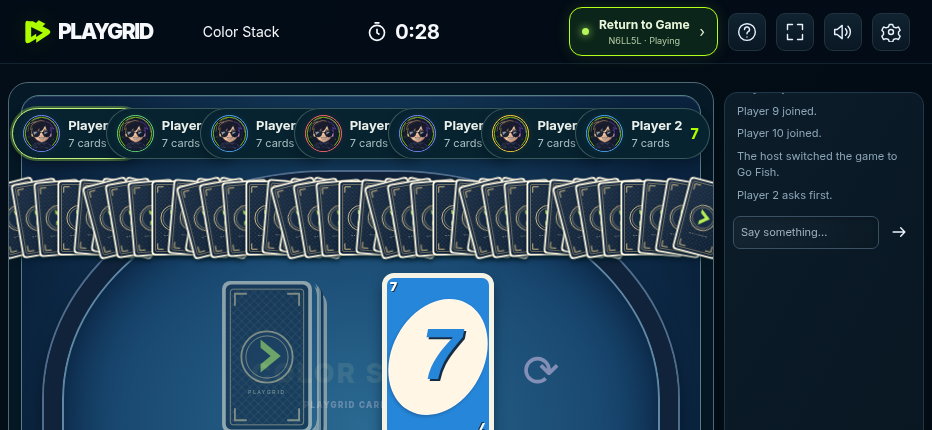 PLAYGRID
Color Stack
0:28
Return to Game
N6LL5L · Playing
Player
7 cards
Player
7 cards
Player
7 cards
Player
7 cards
Player
7 cards
Player
7 cards
Player 2
7 cards
7
7
7
PLAYGRID
Player 9 joined.
Player 10 joined.
The host switched the game to
Go Fish.
Player 2 asks first.
Say something...